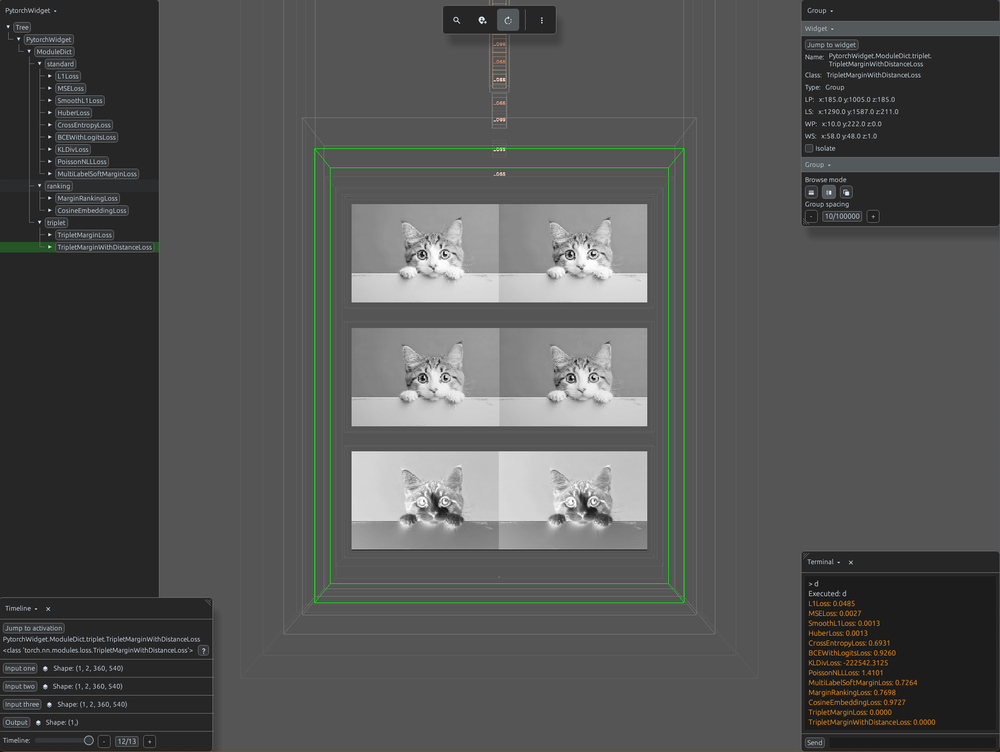 PytorchWidget
Tree
PytorchWidget
ModuleDict
standard
L1Loss
MSELoss
SmoothL1Loss
HuberLoss
CrossEntropyLoss
BCEWithLogitsLoss
KLDivLoss
PoissonNLLLoss
MultiLabelSoftMarginLoss
ranking
MarginRankingLoss
CosineEmbeddingLoss
triplet
TripletMarginLoss
TripletMarginWithDistanceLoss
Group
Widget
Jump to widget
Name: PytorchWidget.ModuleDict.triplet.
TripletMarginWithDistanceLoss
Class: TripletMarginWithDistanceLoss
Type: Group
LP: x:185.0 y:1005.0 z:185.0
LS: x:1290.0 y:1587.0 z:211.0
WP: x:10.0 y:222.0 z:0.0
WS: x:58.0 y:48.0 z:1.0
Isolate
Group
Browse mode
Group spacing
- 10/100000 +
Timeline ×
Jump to activation
PytorchWidget.ModuleDict.triplet.TripletMarginWithDistanceLoss
<class 'torch.nn.modules.loss.TripletMarginWithDistanceLoss'> ?
Input one Shape: (1, 2, 360, 540)
Input two Shape: (1, 2, 360, 540)
Input three Shape: (1, 2, 360, 540)
Output Shape: (1,)
Timeline: - 12/13 +
Terminal ×
> d
Executed: d
L1Loss: 0.0485
MSELoss: 0.0027
SmoothL1Loss: 0.0013
HuberLoss: 0.0013
CrossEntropyLoss: 0.6931
BCEWithLogitsLoss: 0.9260
KLDivLoss: -222542.3125
PoissonNLLLoss: 1.4101
MultiLabelSoftMarginLoss: 0.7264
MarginRankingLoss: 0.7698
CosineEmbeddingLoss: 0.9727
TripletMarginLoss: 0.0000
TripletMarginWithDistanceLoss: 0.0000
Send